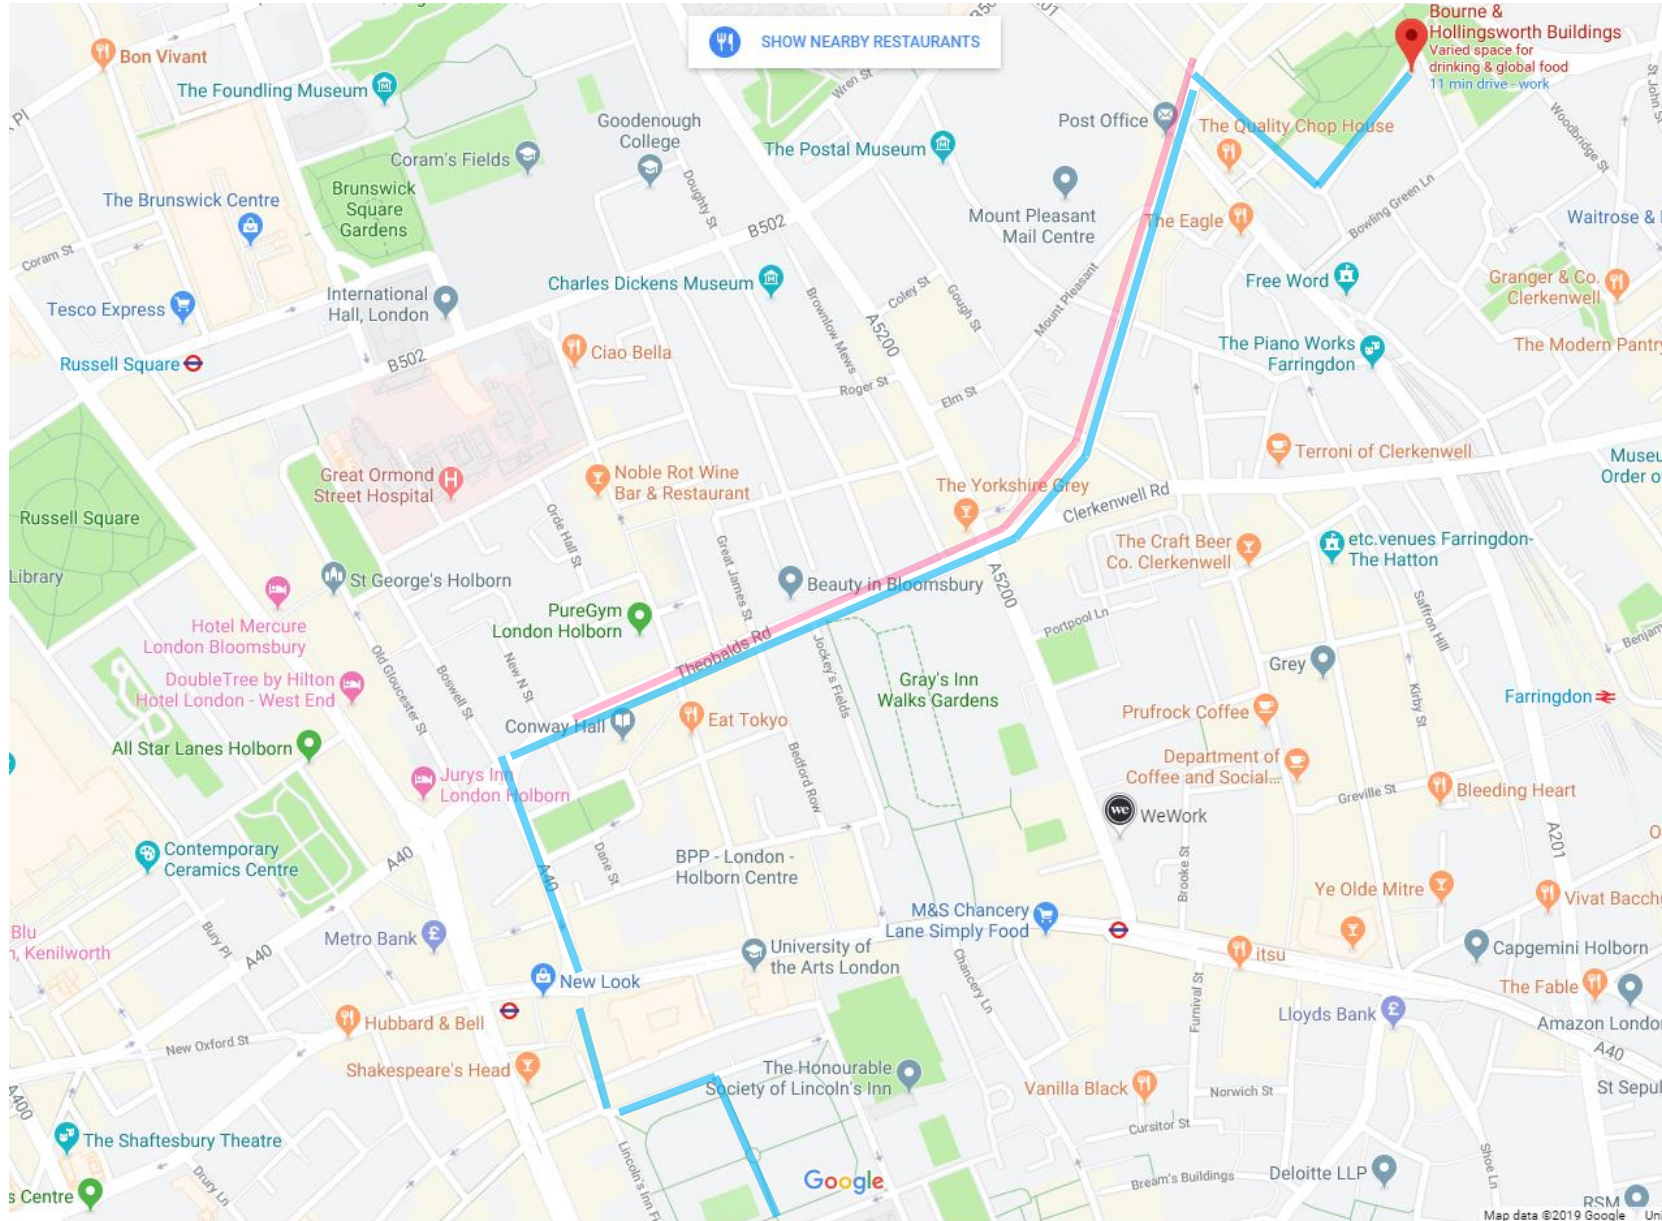 SHOW NEARBY RESTAURANTS
Bourne &
Hollingsworth Buildings
Varied space for
drinking & global food
11 min drive - work
Bon Vivant
The Foundling Museum
Wren St
Goodenough
College
Post Office
The Quality Chop House
Woodbridge St
St John St
Coram's Fields
The Postal Museum
Doughty St
The Brunswick Centre
Brunswick
Square
Gardens
Mount Pleasant
Mail Centre
The Eagle
Bowling Green Ln
Waitrose &
B502
Coram St
Charles Dickens Museum
Coley St
Gough St
Mount Pleasant
Free Word
Granger & Co.
Clerkenwell
Tesco Express
International
Hall, London
Brownlow Mews
A5200
Russell Square
B502
Ciao Bella
The Piano Works
Farringdon
The Modern Pantry
Roger St
Elm St
Great Ormond
Street Hospital
Noble Rot Wine
Bar & Restaurant
The Yorkshire Grey
Clerkenwell Rd
Terroni of Clerkenwell
Museu
Order o
Russell Square
Orde Hall St
Great James St
The Craft Beer
Co. Clerkenwell
etc.venues Farringdon-
The Hatton
Library
St George's Holborn
Beauty in Bloomsbury
A5200
Saffron Hill
Hotel Mercure
London Bloomsbury
PureGym
London Holborn
Portpool Ln
Benjam
Old Gloucester St
Boswell St
New N St
Theobalds Rd
Jockey's Fields
Grey
DoubleTree by Hilton
Hotel London - West End
Gray's Inn
Walks Gardens
Kirby St
Farringdon
Conway Hall
Eat Tokyo
Prufrock Coffee
All Star Lanes Holborn
Bedford Row
Department of
Coffee and Social...
Jurys Inn
London Holborn
Greville St
Bleeding Heart
WeWork
A201
Contemporary
Ceramics Centre
A40
A40
Dane St
BPP - London -
Holborn Centre
Brooke St
Ye Olde Mitre
Vivat Bacch
Blu
n, Kenilworth
Bury Pl
A40
Metro Bank
M&S Chancery
Lane Simply Food
University of
the Arts London
itsu
Capgemini Holborn
New Look
Chancery Ln
Furnival St
The Fable
Hubbard & Bell
Lloyds Bank
Amazon London
New Oxford St
A40
Shakespeare's Head
The Honourable
Society of Lincoln's Inn
Vanilla Black
Norwich St
St Sepul
A400
Cursitor St
The Shaftesbury Theatre
Lincoln's Inn Fi
Drury Ln
Shoe Ln
Google
Bream's Buildings
Deloitte LLP
s Centre
RSM
Map data ©2019 Google
Uni